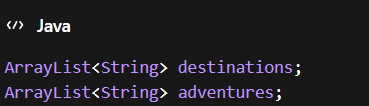 </> Java
ArrayList<String> destinations;
ArrayList<String> adventures;